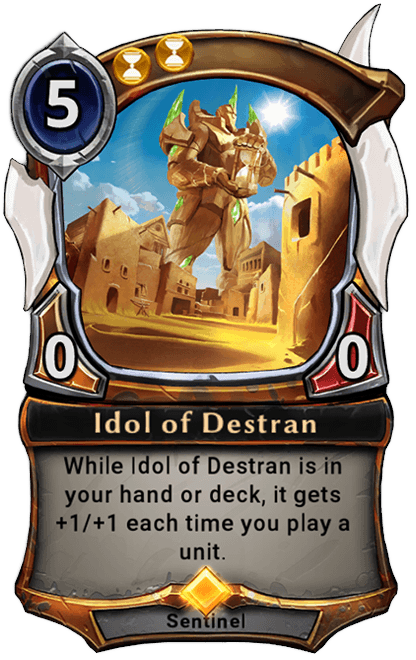 5
0
0
Idol of Destran
While Idol of Destran is in
your hand or deck, it gets
+1/+1 each time you play a
unit.
Sentinel